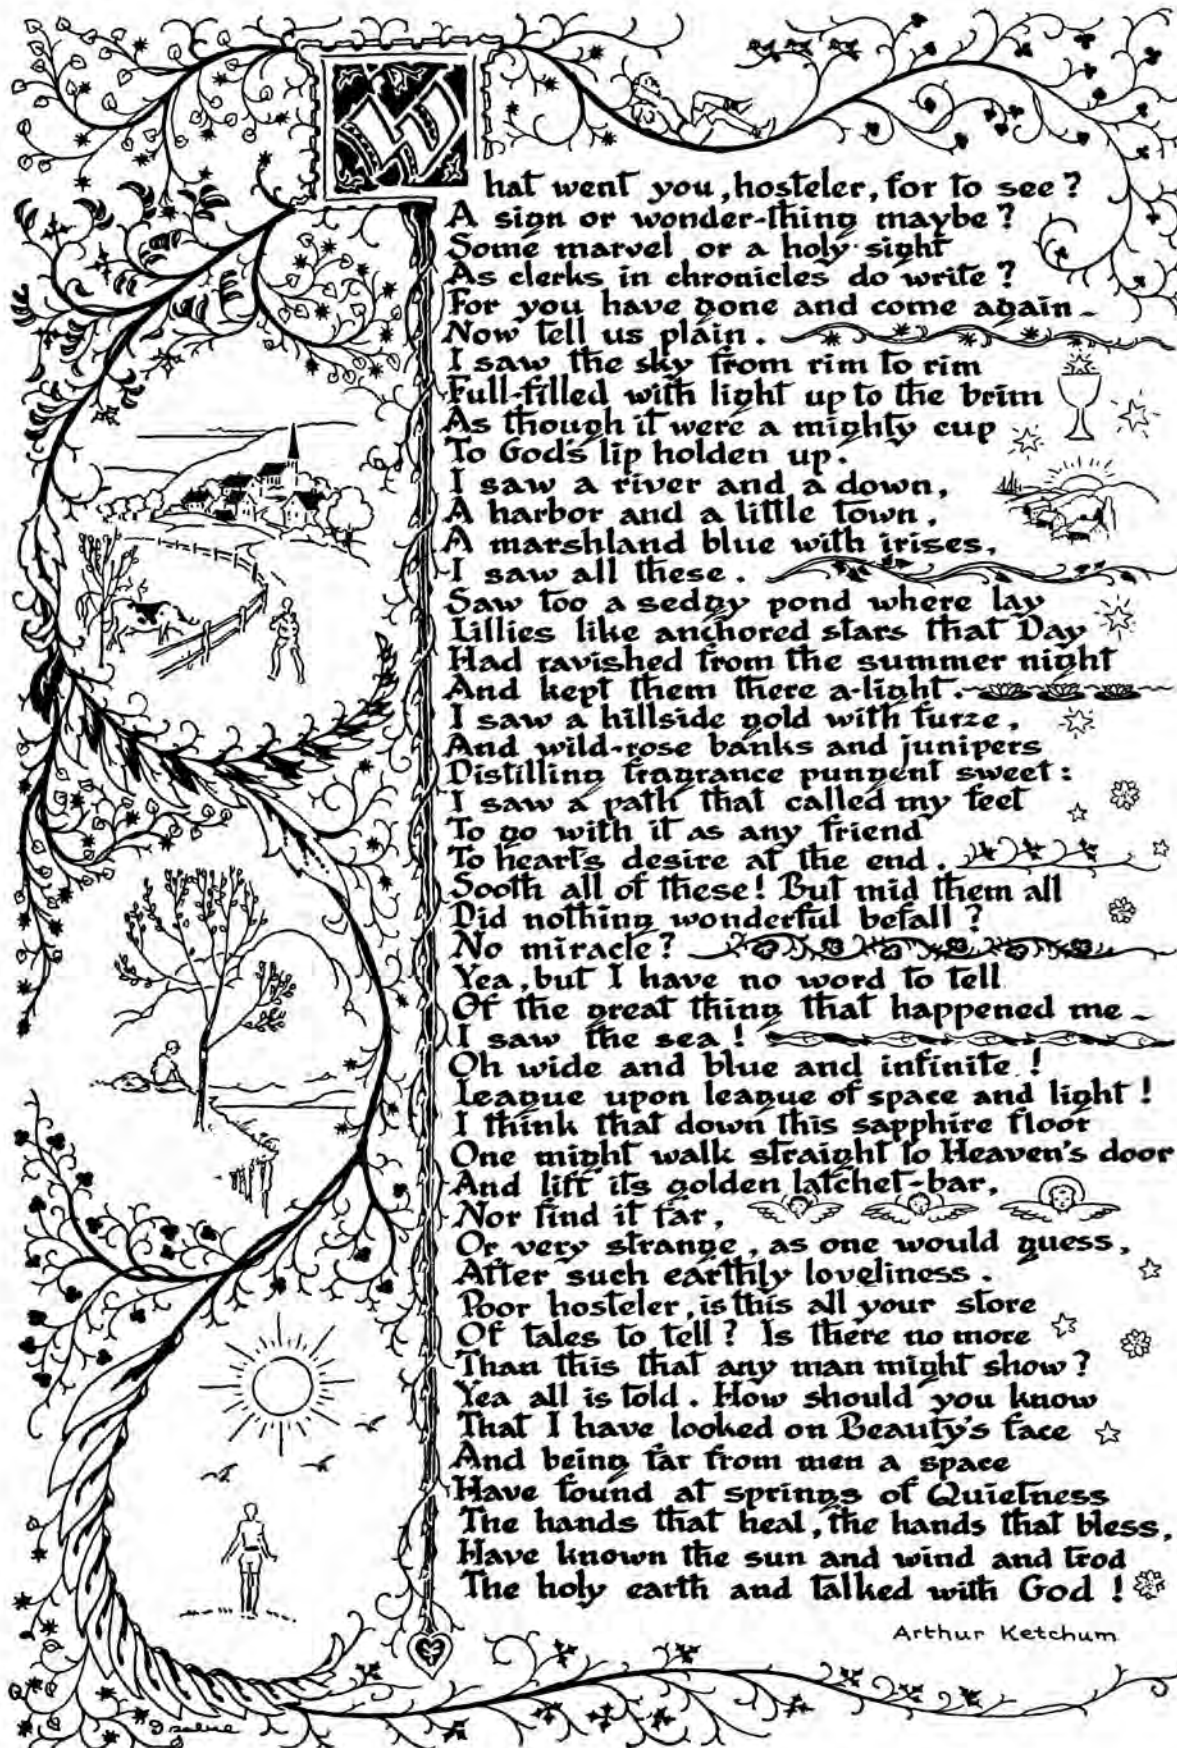 What went you, hosteler, for to see?
A sign or wonder-thing maybe?
Some marvel or a holy sight
As clerks in chronicles do write?
For you have gone and come again-
Now tell us plain.
I saw the sky from rim to rim
Full-filled with light up to the brim
As though it were a mighty cup
To God's lip holden up.
I saw a river and a down,
A harbor and a little town,
A marshland blue with irises,
I saw all these.
Saw too a sedgy pond where lay
Lillies like anchored stars that Day
Had ravished from the summer night
And kept them there a-light.
I saw a hillside gold with furze,
And wild-rose banks and junipers
Distilling fragrance pungent sweet:
I saw a path that called my feet
To go with it as any friend
To heart's desire at the end.
Sooth all of these! But mid them all
Did nothing wonderful befall?
No miracle?
Yea, but I have no word to tell
Of the great thing that happened me-
I saw the sea!
Oh wide and blue and infinite!
League upon league of space and light!
I think that down this sapphire floor
One might walk straight to Heaven's door
And lift its golden latchet-bar,
Nor find it far,
Or very strange, as one would guess,
After such earthly loveliness.
Poor hosteler, is this all your store
Of tales to tell? Is there no more
Than this that any man might show?
Yea all is told. How should you know
That I have looked on Beauty's face
And being far from men a space
Have found at springs of Quietness
The hands that heal, the hands that bless,
Have known the sun and wind and trod
The holy earth and talked with God!
Arthur Ketchum